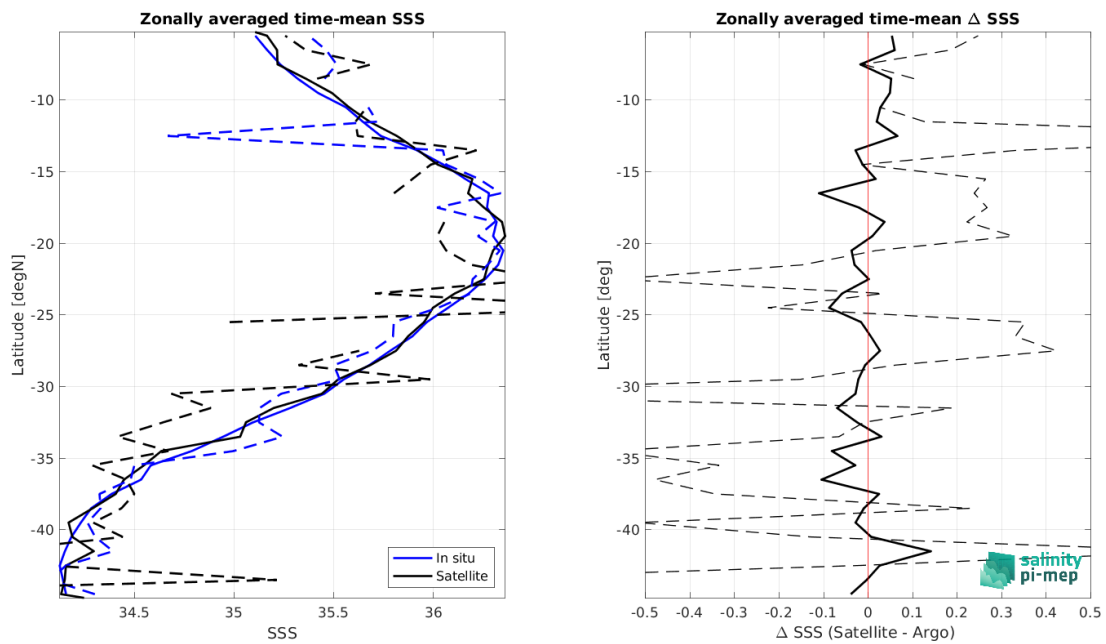 Zonally averaged time-mean SSS
Latitude [degN]
-10
-15
-20
-25
-30
-35
-40
34.5
35
35.5
36
SSS
In situ
Satellite
Zonally averaged time-mean Δ SSS
Latitude [deg]
-10
-15
-20
-25
-30
-35
-40
-0.5
-0.4
-0.3
-0.2
-0.1
0
0.1
0.2
0.3
0.4
0.5
Δ SSS (Satellite - Argo)
salinity
pi-mep